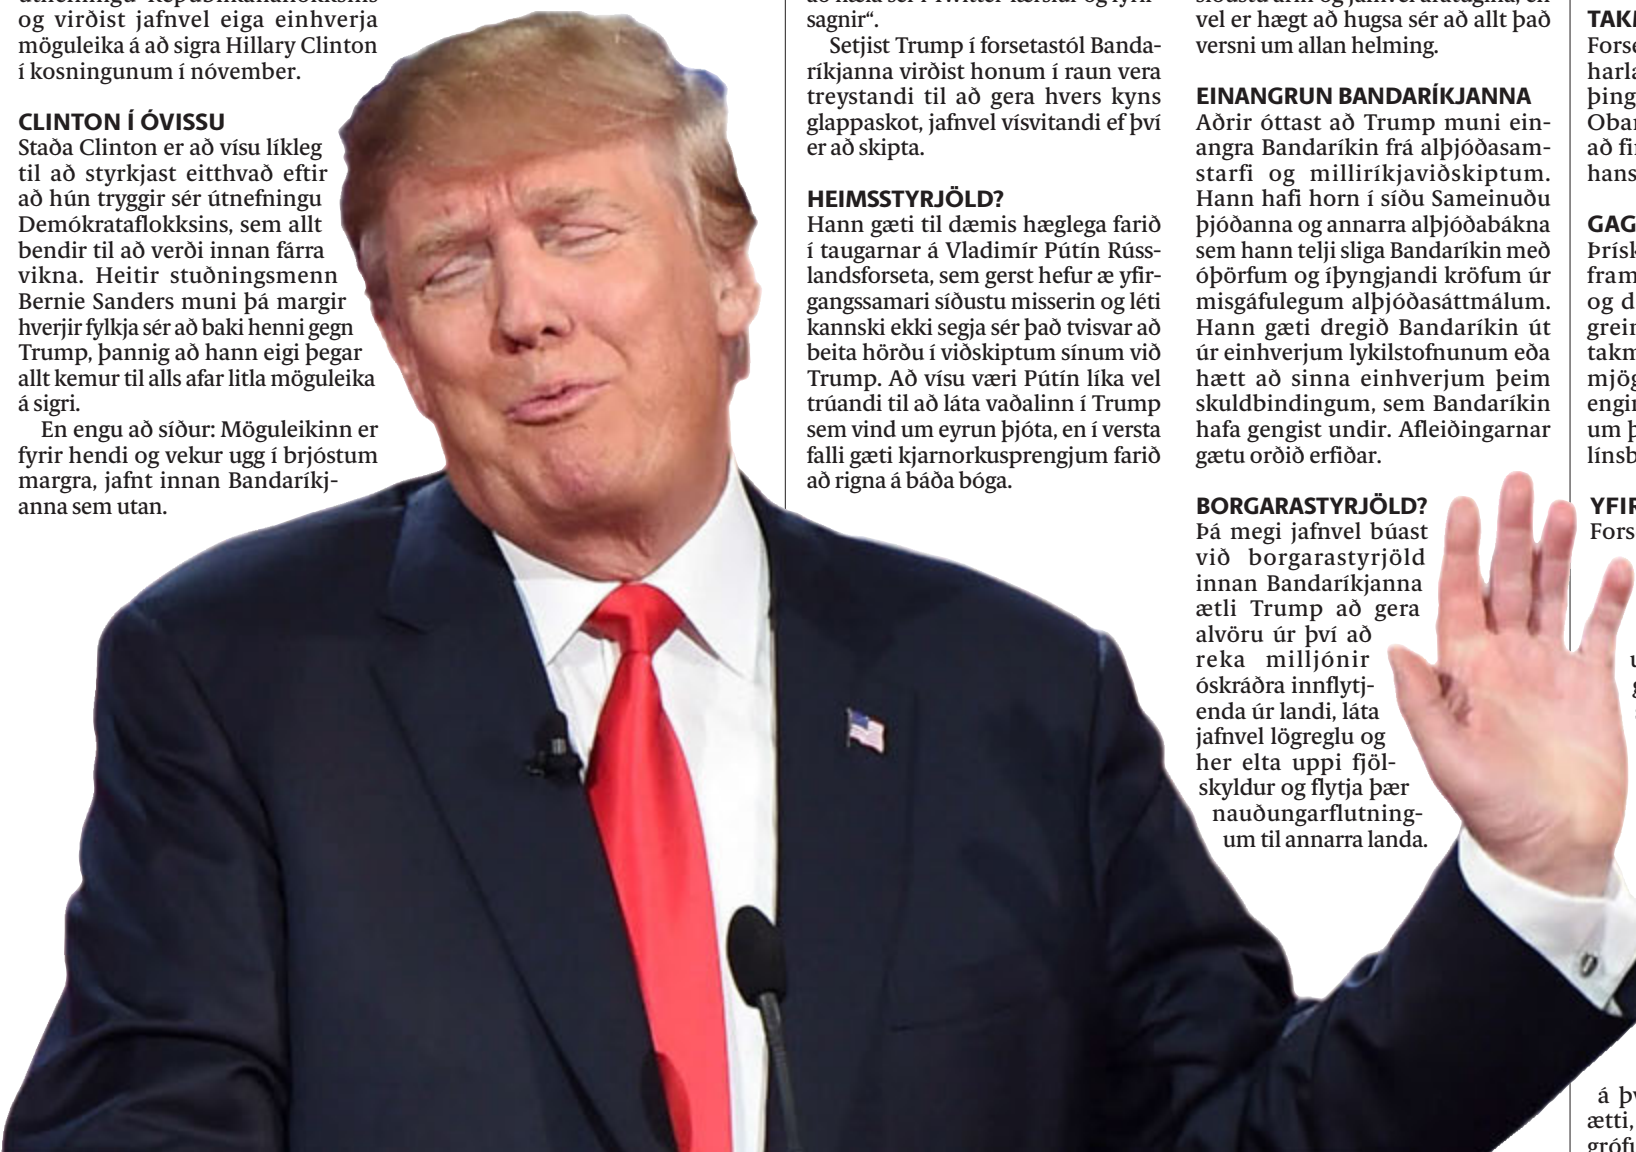 og virðist jafnvel eiga einhverja
möguleika á að sigra Hillary Clinton
í kosningunum í nóvember.
CLINTON Í ÓVISSU
Staða Clinton er að vísu líkleg
til að styrkjast eitthvað eftir
að hún tryggir sér útnefningu
Demókrataflokksins, sem allt
bendir til að verði innan fárra
vikna. Heitir stuðningsmenn
Bernie Sanders muni þá margir
hverjir fylkja sér að baki henni gegn
Trump, þannig að hann eigi þegar
allt kemur til alls afar litla möguleika
á sigri.
En engu að síður: Möguleikinn er
fyrir hendi og vekur ugg í brjóstum
margra, jafnt innan Bandaríkj-
anna sem utan.
sagnir“.
Setjist Trump í forsetastól Banda-
ríkjanna virðist honum í raun vera
treystandi til að gera hvers kyns
glappaskot, jafnvel vísvitandi ef því
er að skipta.
HEIMSSTYRJÖLD?
Hann gæti til dæmis hæglega farið
í taugarnar á Vladimír Pútín Rúss-
landsforseta, sem gerst hefur æ yfir-
gangssamari síðustu misserin og léti
kannski ekki segja sér það tvisvar að
beita hörðu í viðskiptum sínum við
Trump. Að vísu væri Pútín líka vel
trúandi til að láta vaðalinn í Trump
sem vind um eyrun þjóta, en í versta
falli gæti kjarnorkusprengjum farið
að rigna á báða bóga.
vel er hægt að hugsa sér að allt það
versni um allan helming.
EINANGRUN BANDARÍKJANNA
Aðrir óttast að Trump muni ein-
angra Bandaríkin frá alþjóðasam-
starfi og milliríkjaviðskiptum.
Hann hafi horn í síðu Sameinuðu
þjóðanna og annarra alþjóðabákna
sem hann telji sliga Bandaríkin með
óþörfum og íþyngjandi kröfum úr
misgáfulegum alþjóðasáttmálum.
Hann gæti dregið Bandaríkin út
úr einhverjum lykilstofnunum eða
hætt að sinna einhverjum þeim
skuldbindingum, sem Bandaríkin
hafa gengist undir. Afleiðingarnar
gætu orðið erfiðar.
BORGARASTYRJÖLD?
Þá megi jafnvel búast
við borgarastyrjöld
innan Bandaríkjanna
ætli Trump að gera
alvöru úr því að
reka milljónir
óskráðra innflytj-
enda úr landi, láta
jafnvel lögreglu og
her elta uppi fjöl-
skyldur og flytja þær
nauðungarflutning-
um til annarra landa.
hans
um
á
ætti,